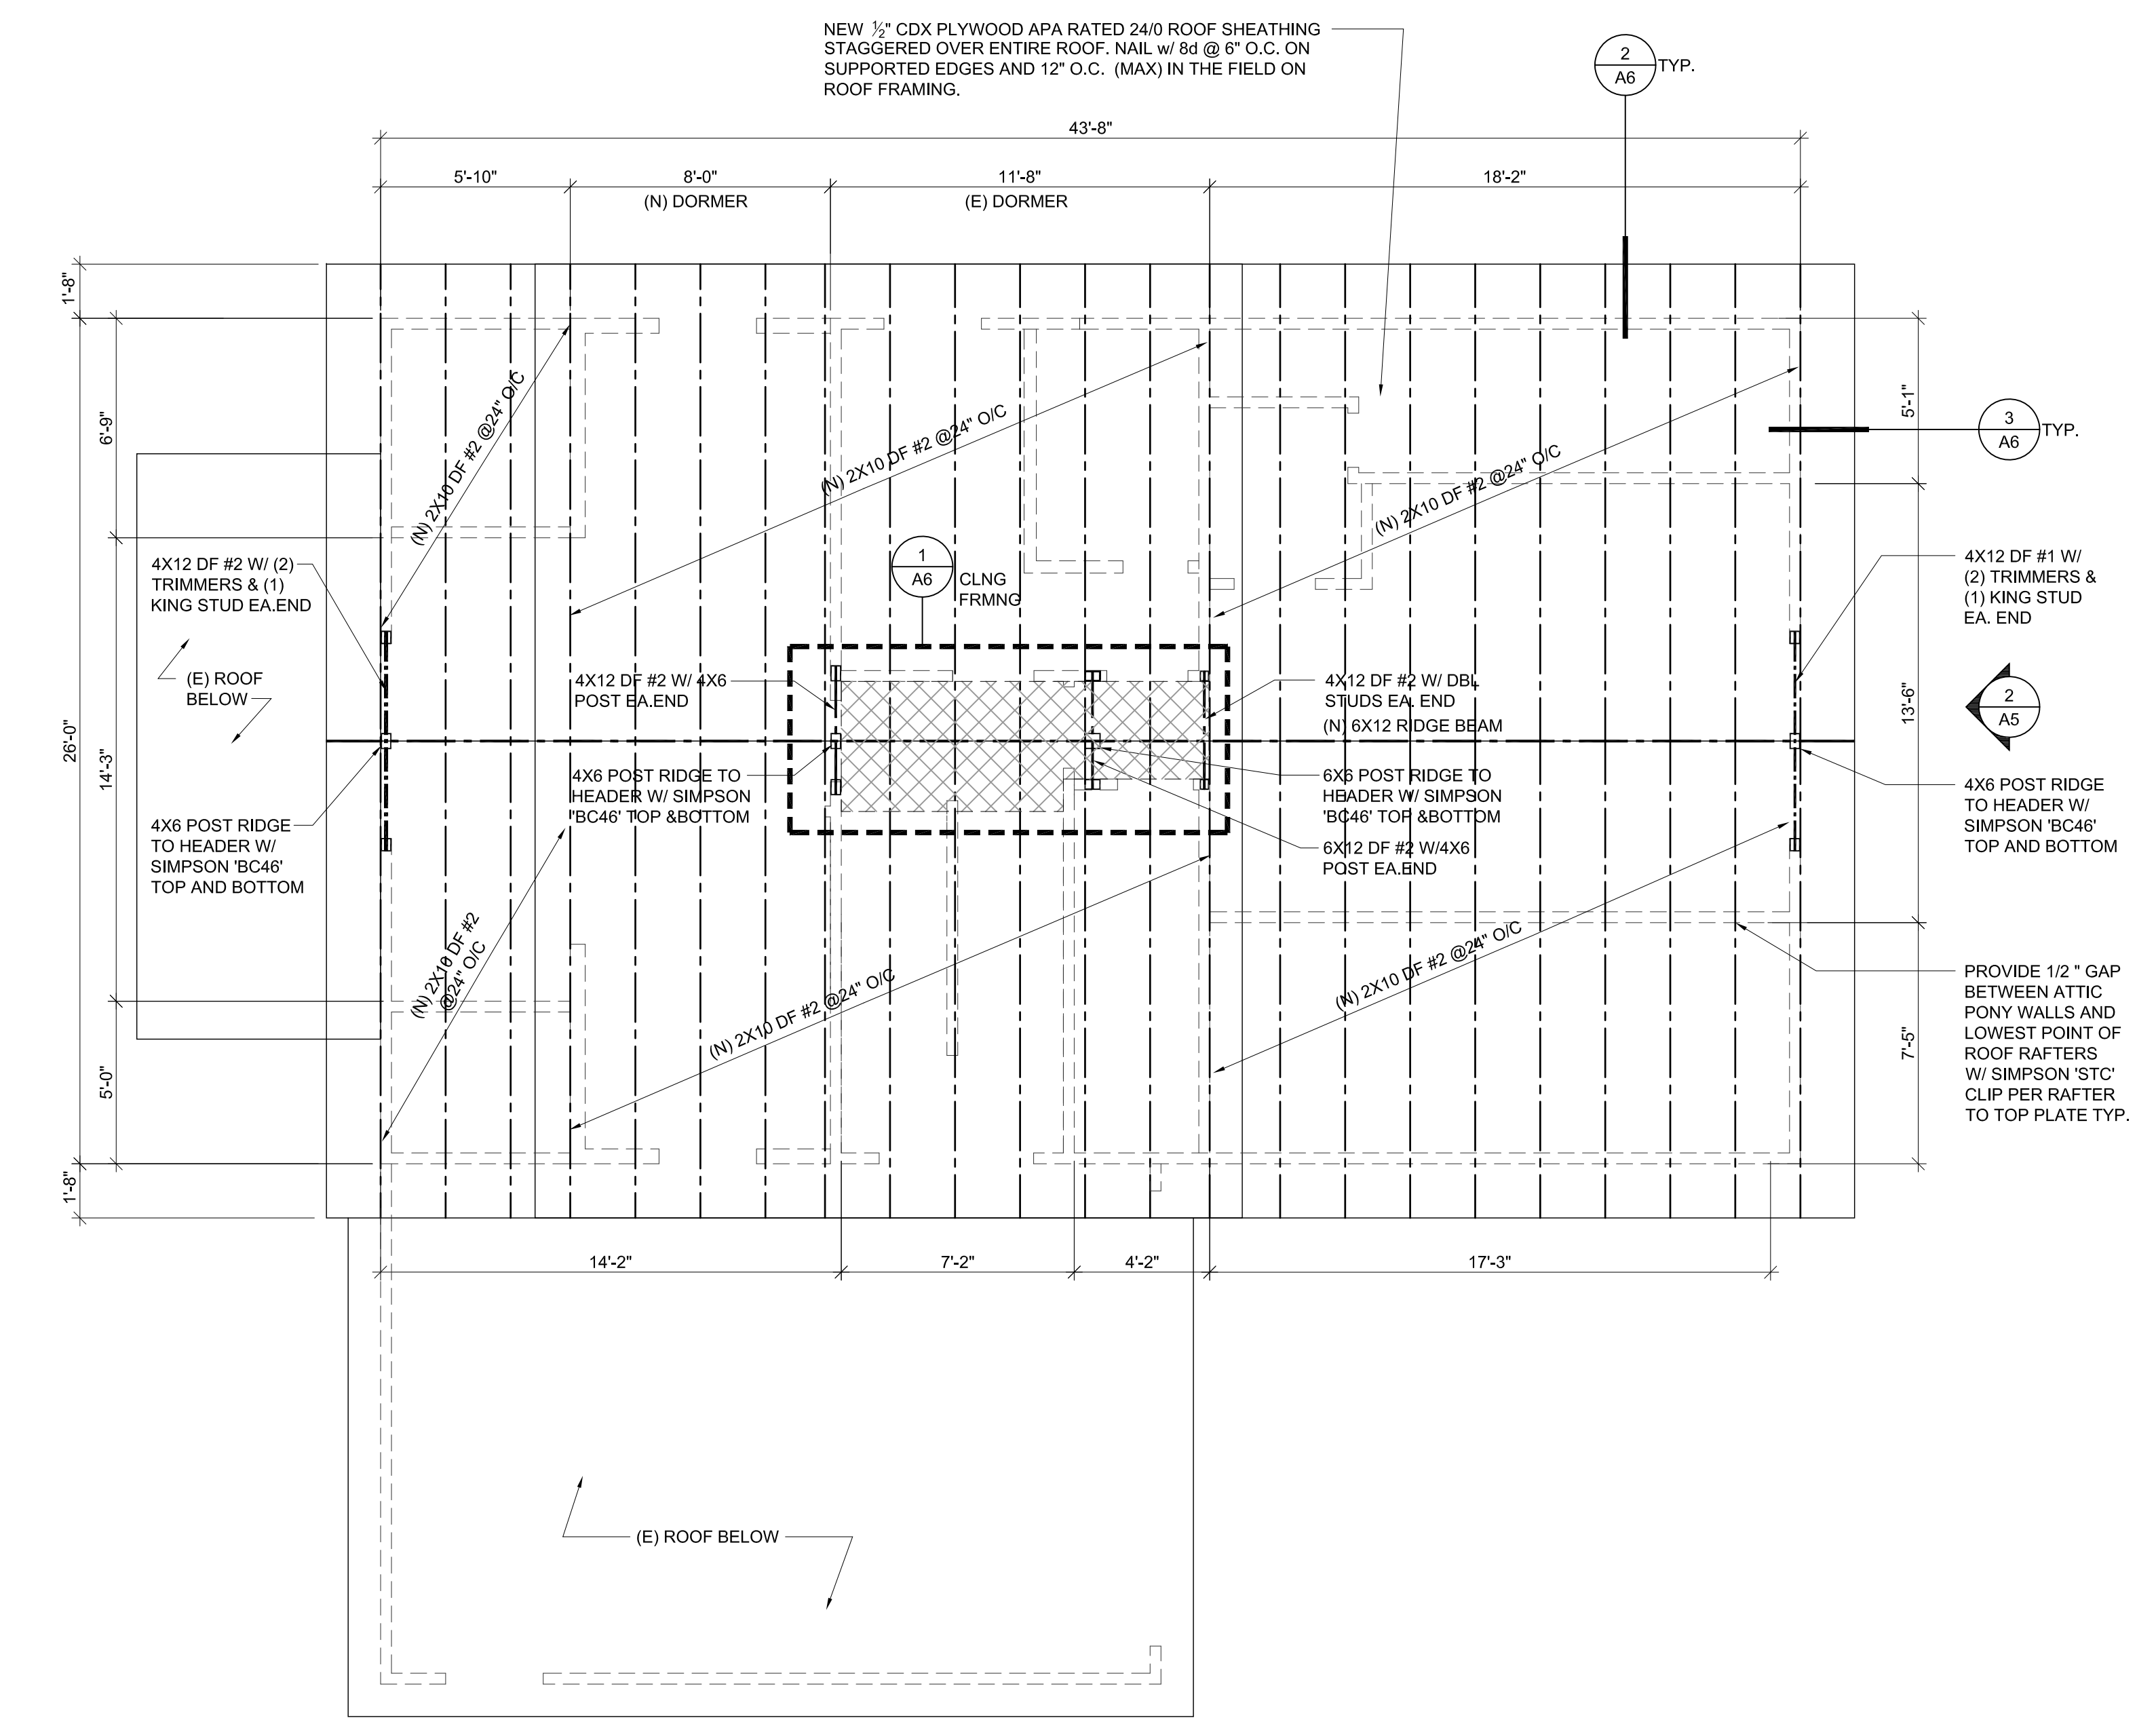 NEW ½" CDX PLYWOOD APA RATED 24/0 ROOF SHEATHING
STAGGERED OVER ENTIRE ROOF. NAIL w/ 8d @ 6" O.C. ON
SUPPORTED EDGES AND 12" O.C. (MAX) IN THE FIELD ON
ROOF FRAMING.
2
A6
TYP.
43'-8"
5'-10"
8'-0"
11'-8"
18'-2"
(N) DORMER
(E) DORMER
1'-8"
26'-0"
1'-8"
6'-9"
14'-3"
5'-0"
5'-1"
13'-6"
7'-5"
3
A6
TYP.
(N) 2X10 DF #2 @24" O/C
(N) 2X10 DF #2 @24" O/C
(N) 2X10 DF #2 @24" O/C
1
A6
CLNG
FRMNG
4X12 DF #2 W/ (2)
TRIMMERS & (1)
KING STUD EA.END
(E) ROOF
BELOW
4X6 POST RIDGE
TO HEADER W/
SIMPSON 'BC46'
TOP AND BOTTOM
4X12 DF #2 W/ 4X6
POST EA.END
4X6 POST RIDGE TO
HEADER W/ SIMPSON
'BC46' TOP &BOTTOM
4X12 DF #2 W/ DBL
STUDS EA. END
(N) 6X12 RIDGE BEAM
6X6 POST RIDGE TO
HEADER W/ SIMPSON
'BC46' TOP &BOTTOM
6X12 DF #2 W/4X6
POST EA.END
4X12 DF #1 W/
(2) TRIMMERS &
(1) KING STUD
EA. END
2
A5
4X6 POST RIDGE
TO HEADER W/
SIMPSON 'BC46'
TOP AND BOTTOM
(N) 2X10 DF #2
@24" O/C
(N) 2X10 DF #2 @24" O/C
(N) 2X10 DF #2 @24" O/C
PROVIDE 1/2 " GAP
BETWEEN ATTIC
PONY WALLS AND
LOWEST POINT OF
ROOF RAFTERS
W/ SIMPSON 'STC'
CLIP PER RAFTER
TO TOP PLATE TYP.
14'-2"
7'-2"
4'-2"
17'-3"
(E) ROOF BELOW